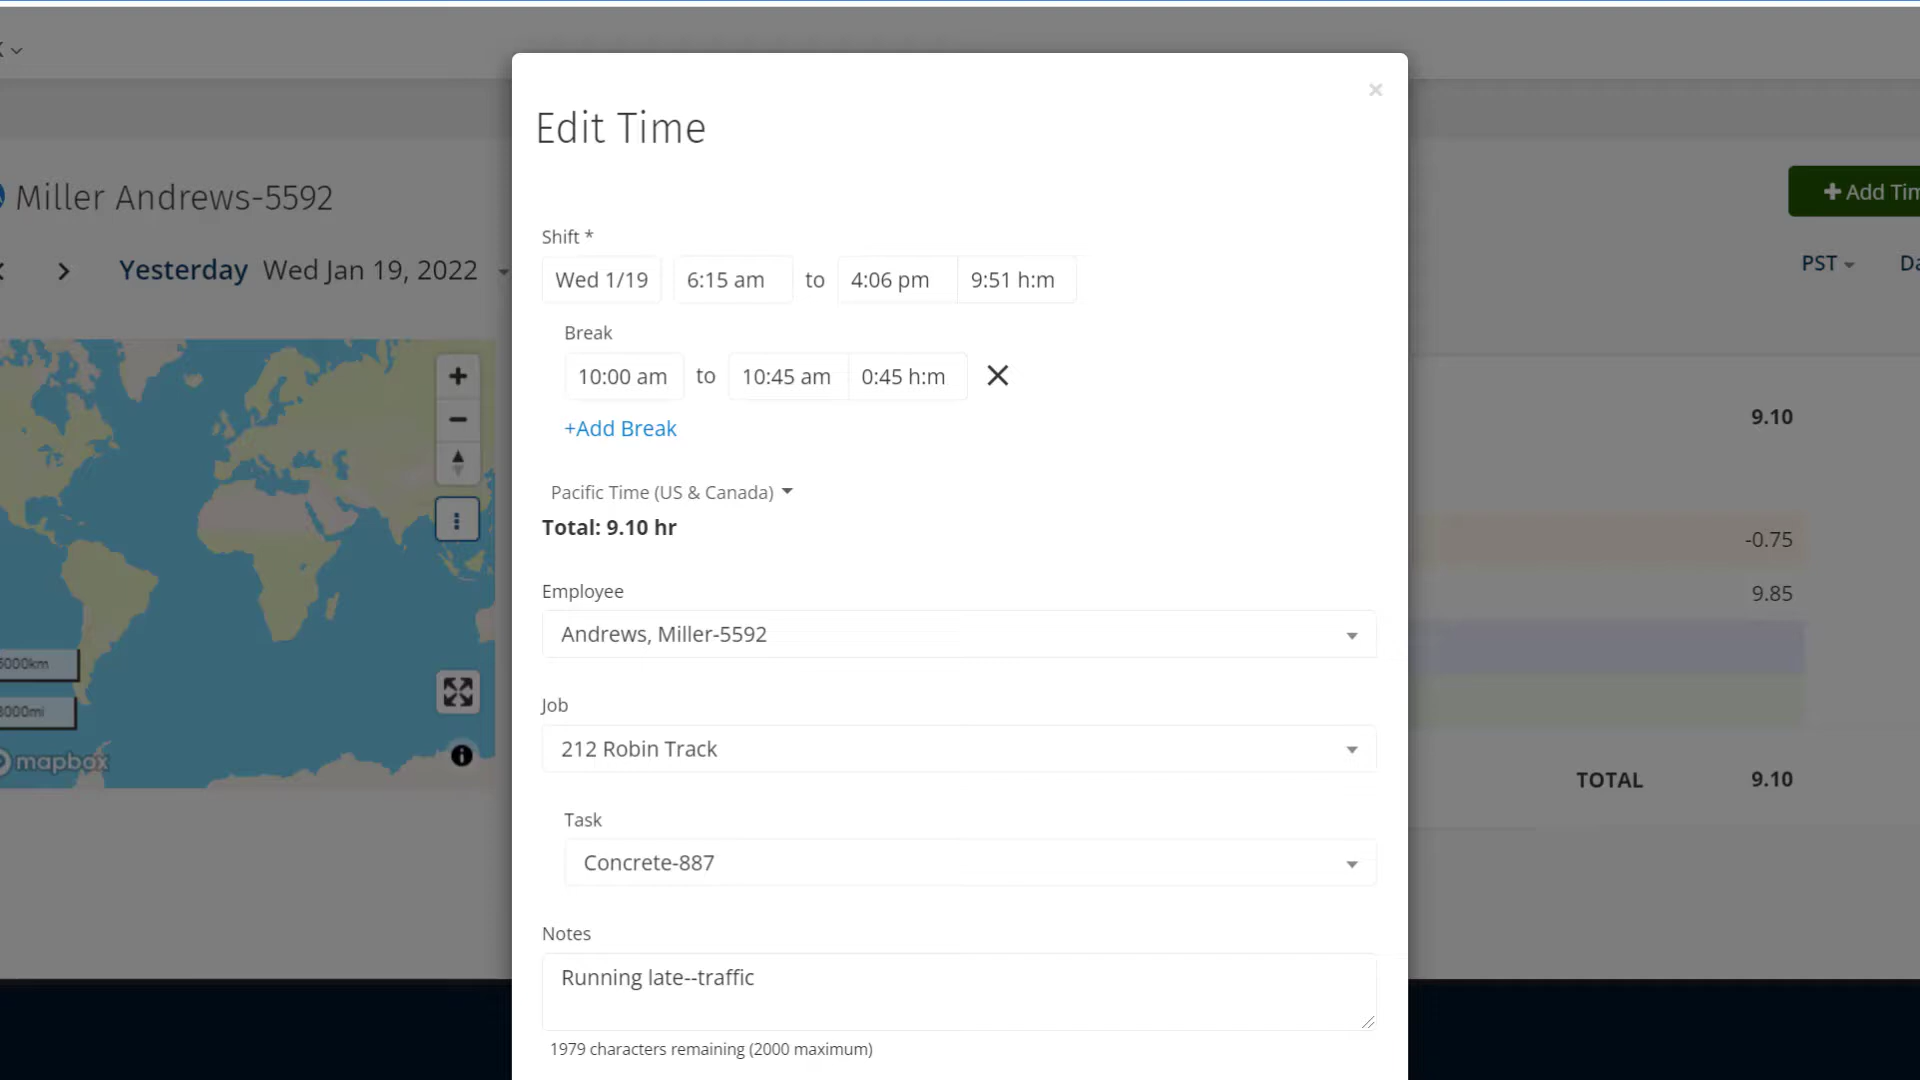 Edit Time
Miller Andrews-5592
Add Tim
Shift *
Wed 1/19 6:15 am to 4:06 pm 9:51 h:m
Yesterday Wed Jan 19, 2022
PST
Da
Break
10:00 am to 10:45 am 0:45 h:m
+Add Break
9.10
Pacific Time (US & Canada)
Total: 9.10 hr
-0.75
Employee
9.85
Andrews, Miller-5592
5000km
Job
3000mi
212 Robin Track
mapbox
TOTAL 9.10
Task
Concrete-887
Notes
Running late--traffic
1979 characters remaining (2000 maximum)